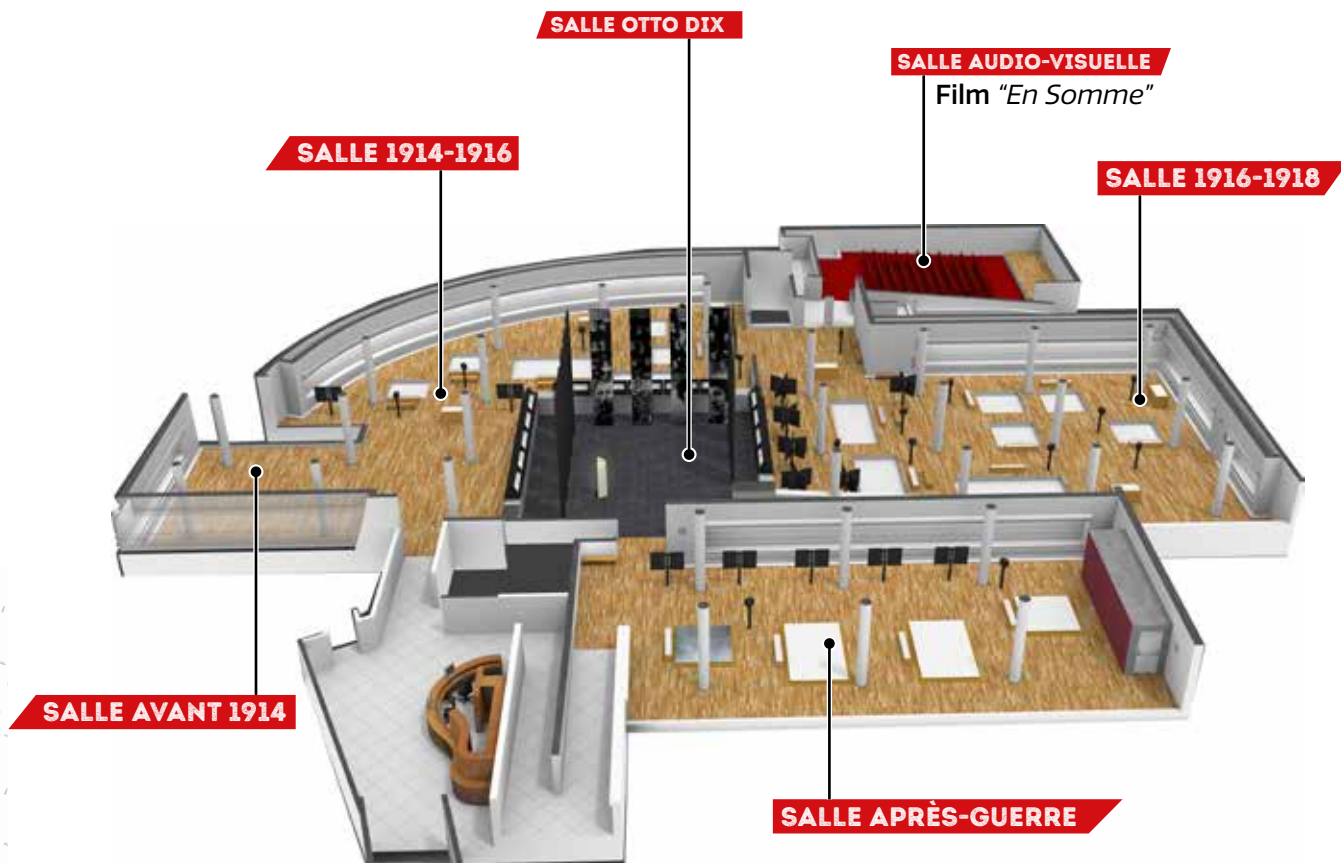 SALLE OTTO DIX
SALLE AUDIO-VISUELLE
Film "En Somme"
SALLE 1914-1916
SALLE 1916-1918
SALLE AVANT 1914
SALLE APRÈS-GUERRE